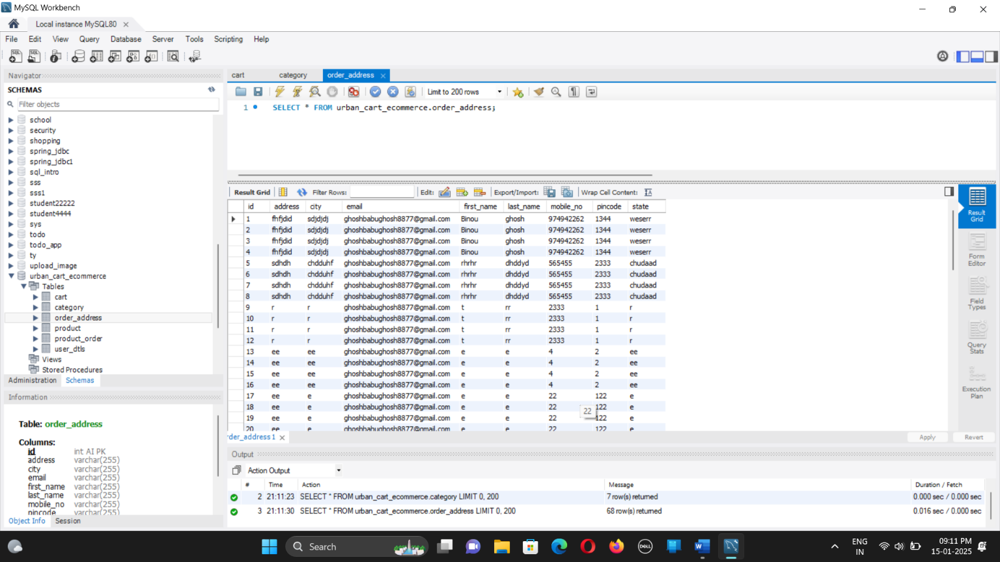 MySQL Workbench
Local instance MySQL80
File Edit View Query Database Server Tools Scripting Help
Navigator
SCHEMAS
Filter objects
school
security
shopping
spring_jdbc
spring_jdbc1
sql_intro
sss
sss1
student22222
student4444
sys
todo
todo_app
ty
upload_image
urban_cart_ecommerce
Tables
cart
category
order_address
product
product_order
user_dtls
Views
Stored Procedures
Administration Schemas
Information
Table: order_address
Columns:
id int AI PK
address varchar(255)
city varchar(255)
email varchar(255)
first_name varchar(255)
last_name varchar(255)
mobile_no varchar(255)
pincode varchar(255)
Object Info Session
cart category order_address
Limit to 200 rows
1 SELECT * FROM urban_cart_ecommerce.order_address;
Result Grid Filter Rows: Edit: Export/Import: Wrap Cell Content:
id address city email first_name last_name mobile_no pincode state
1 fhfjdid sdjdjdj ghoshbabughosh8877@gmail.com Binou ghosh 974942262 1344 weserr
2 fhfjdid sdjdjdj ghoshbabughosh8877@gmail.com Binou ghosh 974942262 1344 weserr
3 fhfjdid sdjdjdj ghoshbabughosh8877@gmail.com Binou ghosh 974942262 1344 weserr
4 fhfjdid sdjdjdj ghoshbabughosh8877@gmail.com Binou ghosh 974942262 1344 weserr
5 sdhdh chdduhf ghoshbabughosh8877@gmail.com rhrhr dhddyd 565455 2333 chudaad
6 sdhdh chdduhf ghoshbabughosh8877@gmail.com rhrhr dhddyd 565455 2333 chudaad
7 sdhdh chdduhf ghoshbabughosh8877@gmail.com rhrhr dhddyd 565455 2333 chudaad
8 sdhdh chdduhf ghoshbabughosh8877@gmail.com rhrhr dhddyd 565455 2333 chudaad
9 r r ghoshbabughosh8877@gmail.com t rr 2333 1 r
10 r r ghoshbabughosh8877@gmail.com t rr 2333 1 r
11 r r ghoshbabughosh8877@gmail.com t rr 2333 1 r
12 r r ghoshbabughosh8877@gmail.com t rr 2333 1 r
13 ee ee ghoshbabughosh8877@gmail.com e e 4 2 ee
14 ee ee ghoshbabughosh8877@gmail.com e e 4 2 ee
15 ee ee ghoshbabughosh8877@gmail.com e e 4 2 ee
16 ee ee ghoshbabughosh8877@gmail.com e e 4 2 ee
17 ee e ghoshbabughosh8877@gmail.com e e 22 122 e
18 ee e ghoshbabughosh8877@gmail.com e e 22 122 e
19 ee e ghoshbabughosh8877@gmail.com e e 22 122 e
20 ee e ghoshbabughosh8877@gmail.com e e 22 122 e
22
Result Grid
Form Editor
Field Types
Query Stats
Execution Plan
rder_address 1
Apply Revert
Output
Action Output
# Time Action Message Duration / Fetch
2 21:11:23 SELECT * FROM urban_cart_ecommerce.category LIMIT 0, 200 7 row(s) returned 0.000 sec / 0.000 sec
3 21:11:30 SELECT * FROM urban_cart_ecommerce.order_address LIMIT 0, 200 68 row(s) returned 0.016 sec / 0.000 sec
Search
DELL
ENG
IN
09:11 PM
15-01-2025